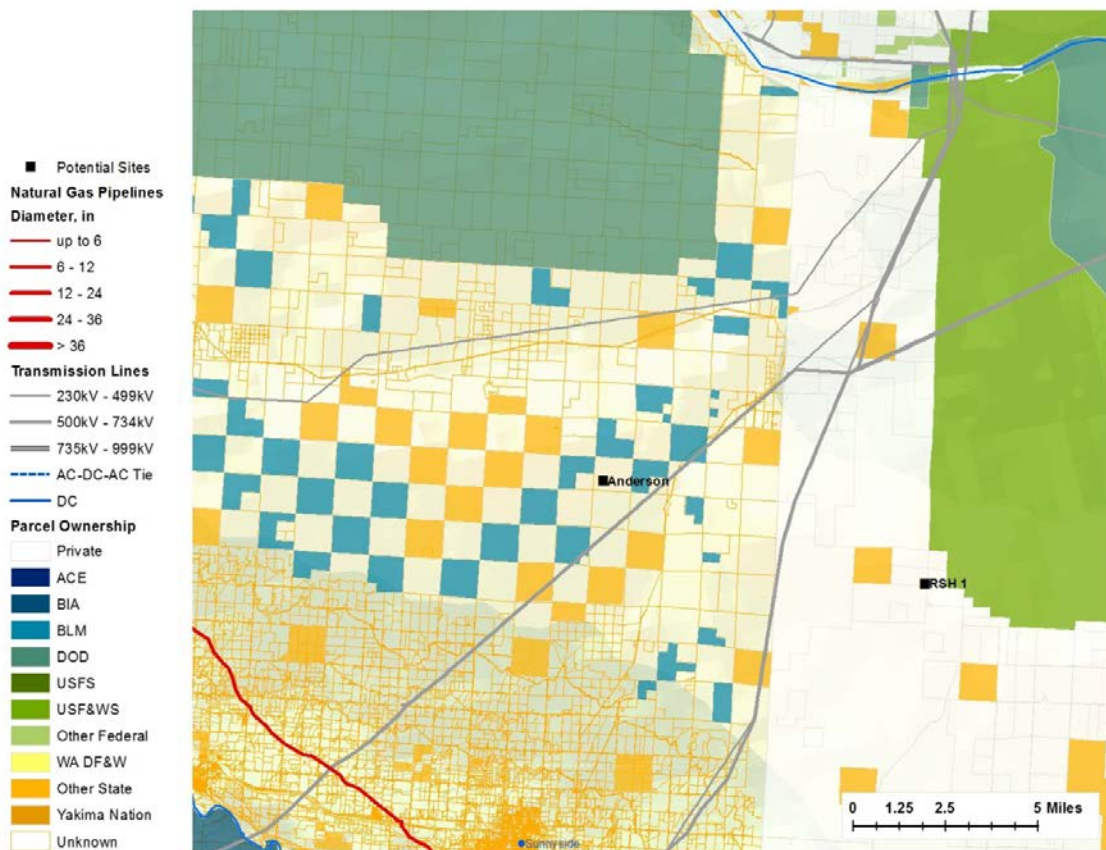 Potential Sites
Natural Gas Pipelines
Diameter, in
up to 6
6 - 12
12 - 24
24 - 36
> 36
Transmission Lines
230kV - 499kV
500kV - 734kV
735kV - 999kV
AC-DC-AC Tie
DC
Parcel Ownership
Private
ACE
BIA
BLM
DOD
USFS
USF&WS
Other Federal
WA DF&W
Other State
Yakima Nation
Unknown
Anderson
RSH 1
0 1.25 2.5 5 Miles
Sunnyside